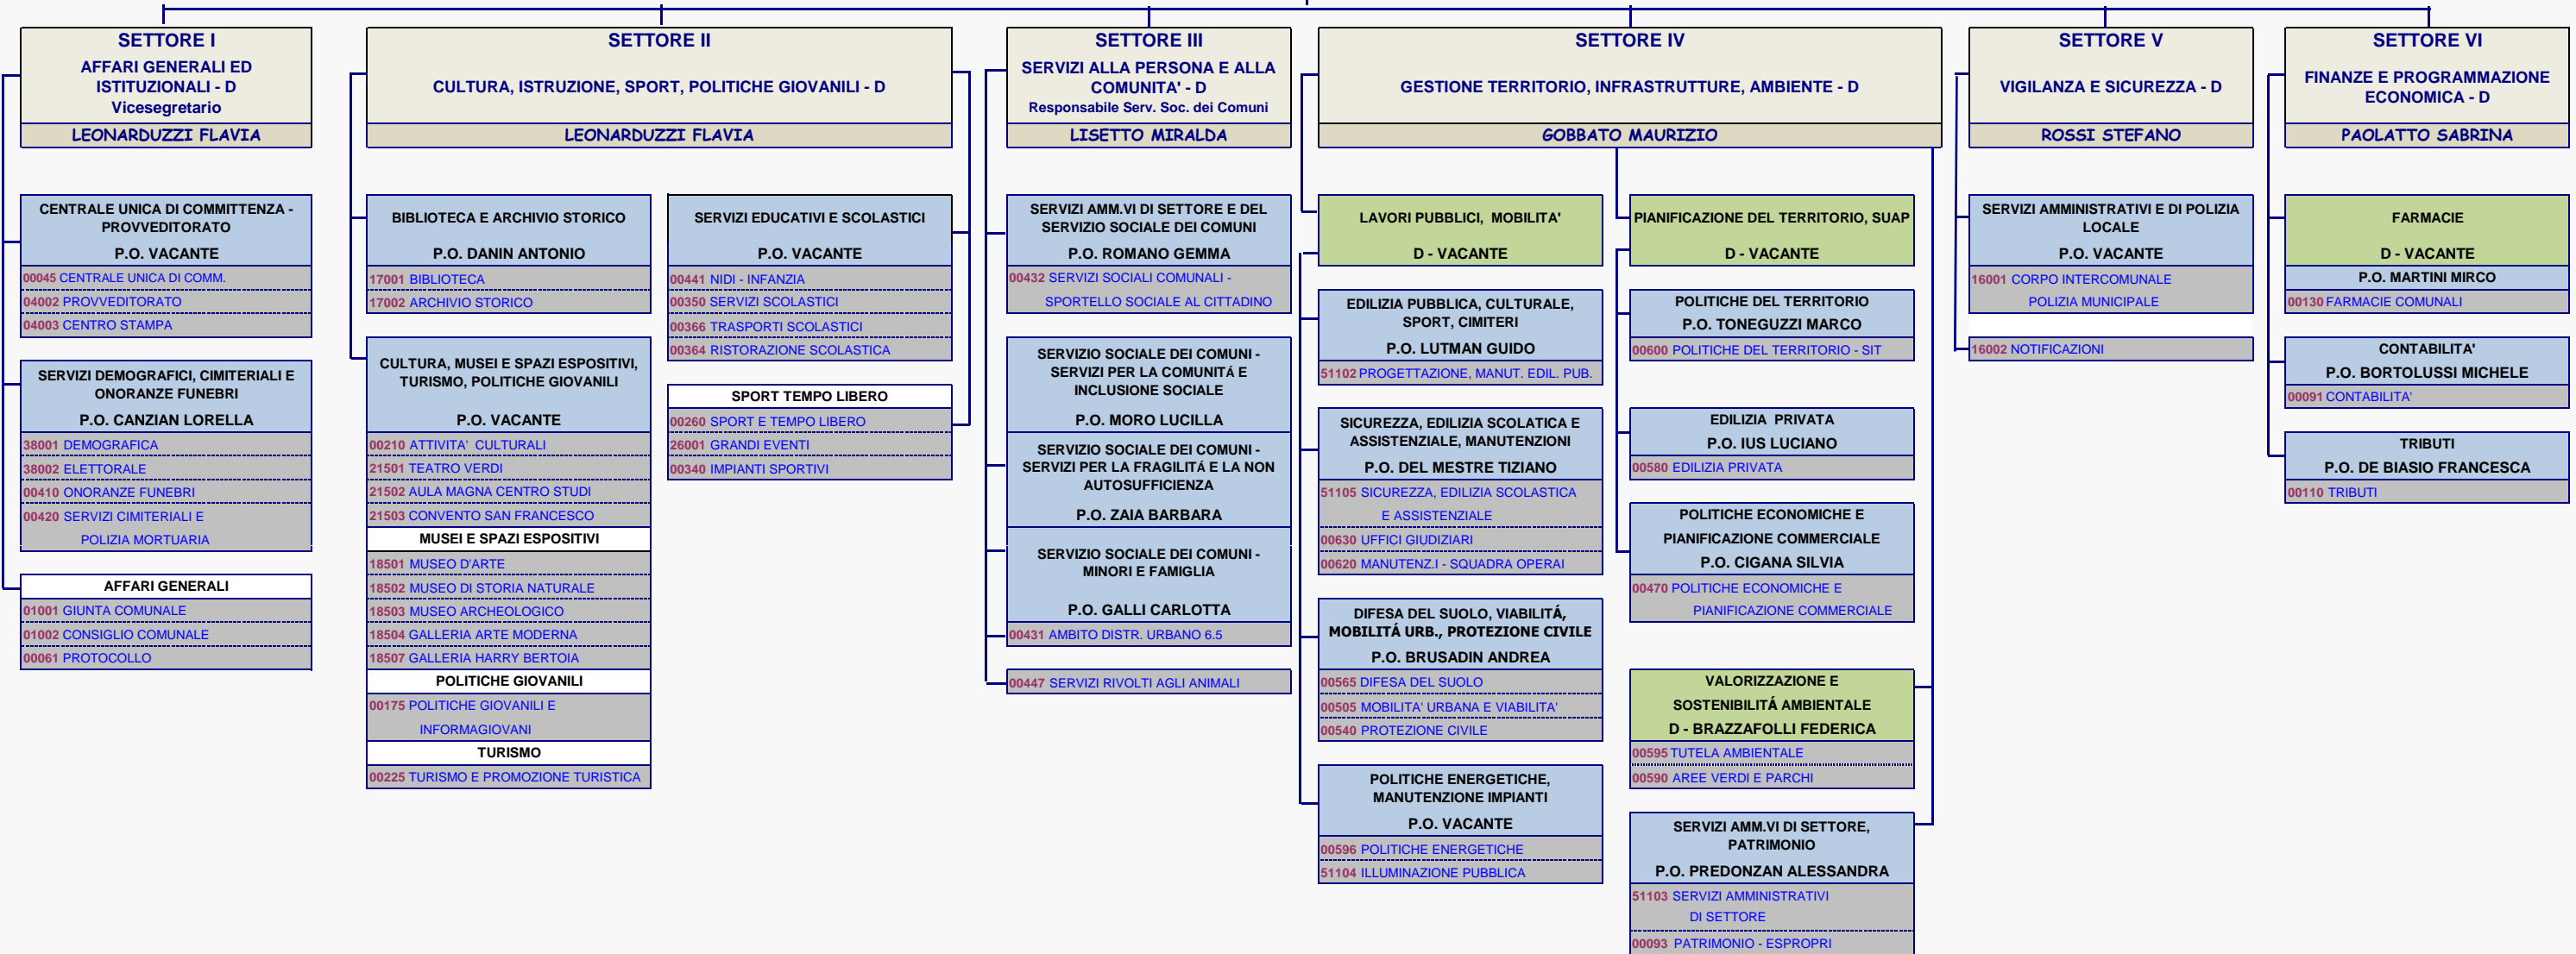 SETTORE I
AFFARI GENERALI ED
ISTITUZIONALI - D
Vicesegretario
LEONARDUZZI FLAVIA
CENTRALE UNICA DI COMMITTENZA -
PROVVEDITORATO
P.O. VACANTE
00045 CENTRALE UNICA DI COMM.
04002 PROVVEDITORATO
04003 CENTRO STAMPA
SERVIZI DEMOGRAFICI, CIMITERIALI E
ONORANZE FUNEBRI
P.O. CANZIAN LORELLA
38001 DEMOGRAFICA
38002 ELETTORALE
00410 ONORANZE FUNEBRI
00420 SERVIZI CIMITERIALI E
POLIZIA MORTUARIA
AFFARI GENERALI
01001 GIUNTA COMUNALE
01002 CONSIGLIO COMUNALE
00061 PROTOCOLLO
SETTORE II
CULTURA, ISTRUZIONE, SPORT, POLITICHE GIOVANILI - D
LEONARDUZZI FLAVIA
BIBLIOTECA E ARCHIVIO STORICO
P.O. DANIN ANTONIO
17001 BIBLIOTECA
17002 ARCHIVIO STORICO
CULTURA, MUSEI E SPAZI ESPOSITIVI,
TURISMO, POLITICHE GIOVANILI
P.O. VACANTE
00210 ATTIVITA' CULTURALI
21501 TEATRO VERDI
21502 AULA MAGNA CENTRO STUDI
21503 CONVENTO SAN FRANCESCO
MUSEI E SPAZI ESPOSITIVI
18501 MUSEO D'ARTE
18502 MUSEO DI STORIA NATURALE
18503 MUSEO ARCHEOLOGICO
18504 GALLERIA ARTE MODERNA
18507 GALLERIA HARRY BERTOIA
POLITICHE GIOVANILI
00175 POLITICHE GIOVANILI E
INFORMAGIOVANI
TURISMO
00225 TURISMO E PROMOZIONE TURISTICA
SERVIZI EDUCATIVI E SCOLASTICI
P.O. VACANTE
00441 NIDI - INFANZIA
00350 SERVIZI SCOLASTICI
00366 TRASPORTI SCOLASTICI
00364 RISTORAZIONE SCOLASTICA
SPORT TEMPO LIBERO
00260 SPORT E TEMPO LIBERO
26001 GRANDI EVENTI
00340 IMPIANTI SPORTIVI
SETTORE III
SERVIZI ALLA PERSONA E ALLA
COMUNITA' - D
Responsabile Serv. Soc. dei Comuni
LISETTO MIRALDA
SERVIZI AMM.VI DI SETTORE E DEL
SERVIZIO SOCIALE DEI COMUNI
P.O. ROMANO GEMMA
00432 SERVIZI SOCIALI COMUNALI -
SPORTELLO SOCIALE AL CITTADINO
SERVIZIO SOCIALE DEI COMUNI -
SERVIZI PER LA COMUNITÁ E
INCLUSIONE SOCIALE
P.O. MORO LUCILLA
SERVIZIO SOCIALE DEI COMUNI -
SERVIZI PER LA FRAGILITÁ E LA NON
AUTOSUFFICIENZA
P.O. ZAIA BARBARA
SERVIZIO SOCIALE DEI COMUNI -
MINORI E FAMIGLIA
P.O. GALLI CARLOTTA
00431 AMBITO DISTR. URBANO 6.5
00447 SERVIZI RIVOLTI AGLI ANIMALI
SETTORE IV
GESTIONE TERRITORIO, INFRASTRUTTURE, AMBIENTE - D
GOBBATO MAURIZIO
LAVORI PUBBLICI, MOBILITA'
D - VACANTE
EDILIZIA PUBBLICA, CULTURALE,
SPORT, CIMITERI
P.O. LUTMAN GUIDO
51102 PROGETTAZIONE, MANUT. EDIL. PUB.
SICUREZZA, EDILIZIA SCOLASTICA E
ASSISTENZIALE, MANUTENZIONI
P.O. DEL MESTRE TIZIANO
51105 SICUREZZA, EDILIZIA SCOLASTICA
E ASSISTENZIALE
00630 UFFICI GIUDIZIARI
00620 MANUTENZ.I - SQUADRA OPERAI
DIFESA DEL SUOLO, VIABILITÁ,
MOBILITÁ URB., PROTEZIONE CIVILE
P.O. BRUSADIN ANDREA
00565 DIFESA DEL SUOLO
00505 MOBILITA' URBANA E VIABILITA'
00540 PROTEZIONE CIVILE
POLITICHE ENERGETICHE,
MANUTENZIONE IMPIANTI
P.O. VACANTE
00596 POLITICHE ENERGETICHE
51104 ILLUMINAZIONE PUBBLICA
PIANIFICAZIONE DEL TERRITORIO, SUAP
D - VACANTE
POLITICHE DEL TERRITORIO
P.O. TONEGUZZI MARCO
00600 POLITICHE DEL TERRITORIO - SIT
EDILIZIA PRIVATA
P.O. IUS LUCIANO
00580 EDILIZIA PRIVATA
POLITICHE ECONOMICHE E
PIANIFICAZIONE COMMERCIALE
P.O. CIGANA SILVIA
00470 POLITICHE ECONOMICHE E
PIANIFICAZIONE COMMERCIALE
VALORIZZAZIONE E
SOSTENIBILITÁ AMBIENTALE
D - BRAZZAFOLLI FEDERICA
00595 TUTELA AMBIENTALE
00590 AREE VERDI E PARCHI
SERVIZI AMM.VI DI SETTORE,
PATRIMONIO
P.O. PREDONZAN ALESSANDRA
51103 SERVIZI AMMINISTRATIVI
DI SETTORE
00093 PATRIMONIO - ESPROPRI
SETTORE V
VIGILANZA E SICUREZZA - D
ROSSI STEFANO
SERVIZI AMMINISTRATIVI E DI POLIZIA
LOCALE
P.O. VACANTE
16001 CORPO INTERCOMUNALE
POLIZIA MUNICIPALE
16002 NOTIFICAZIONI
SETTORE VI
FINANZE E PROGRAMMAZIONE
ECONOMICA - D
PAOLATTO SABRINA
FARMACIE
D - VACANTE
P.O. MARTINI MIRCO
00130 FARMACIE COMUNALI
CONTABILITA'
P.O. BORTOLUSSI MICHELE
00091 CONTABILITA'
TRIBUTI
P.O. DE BIASIO FRANCESCA
00110 TRIBUTI